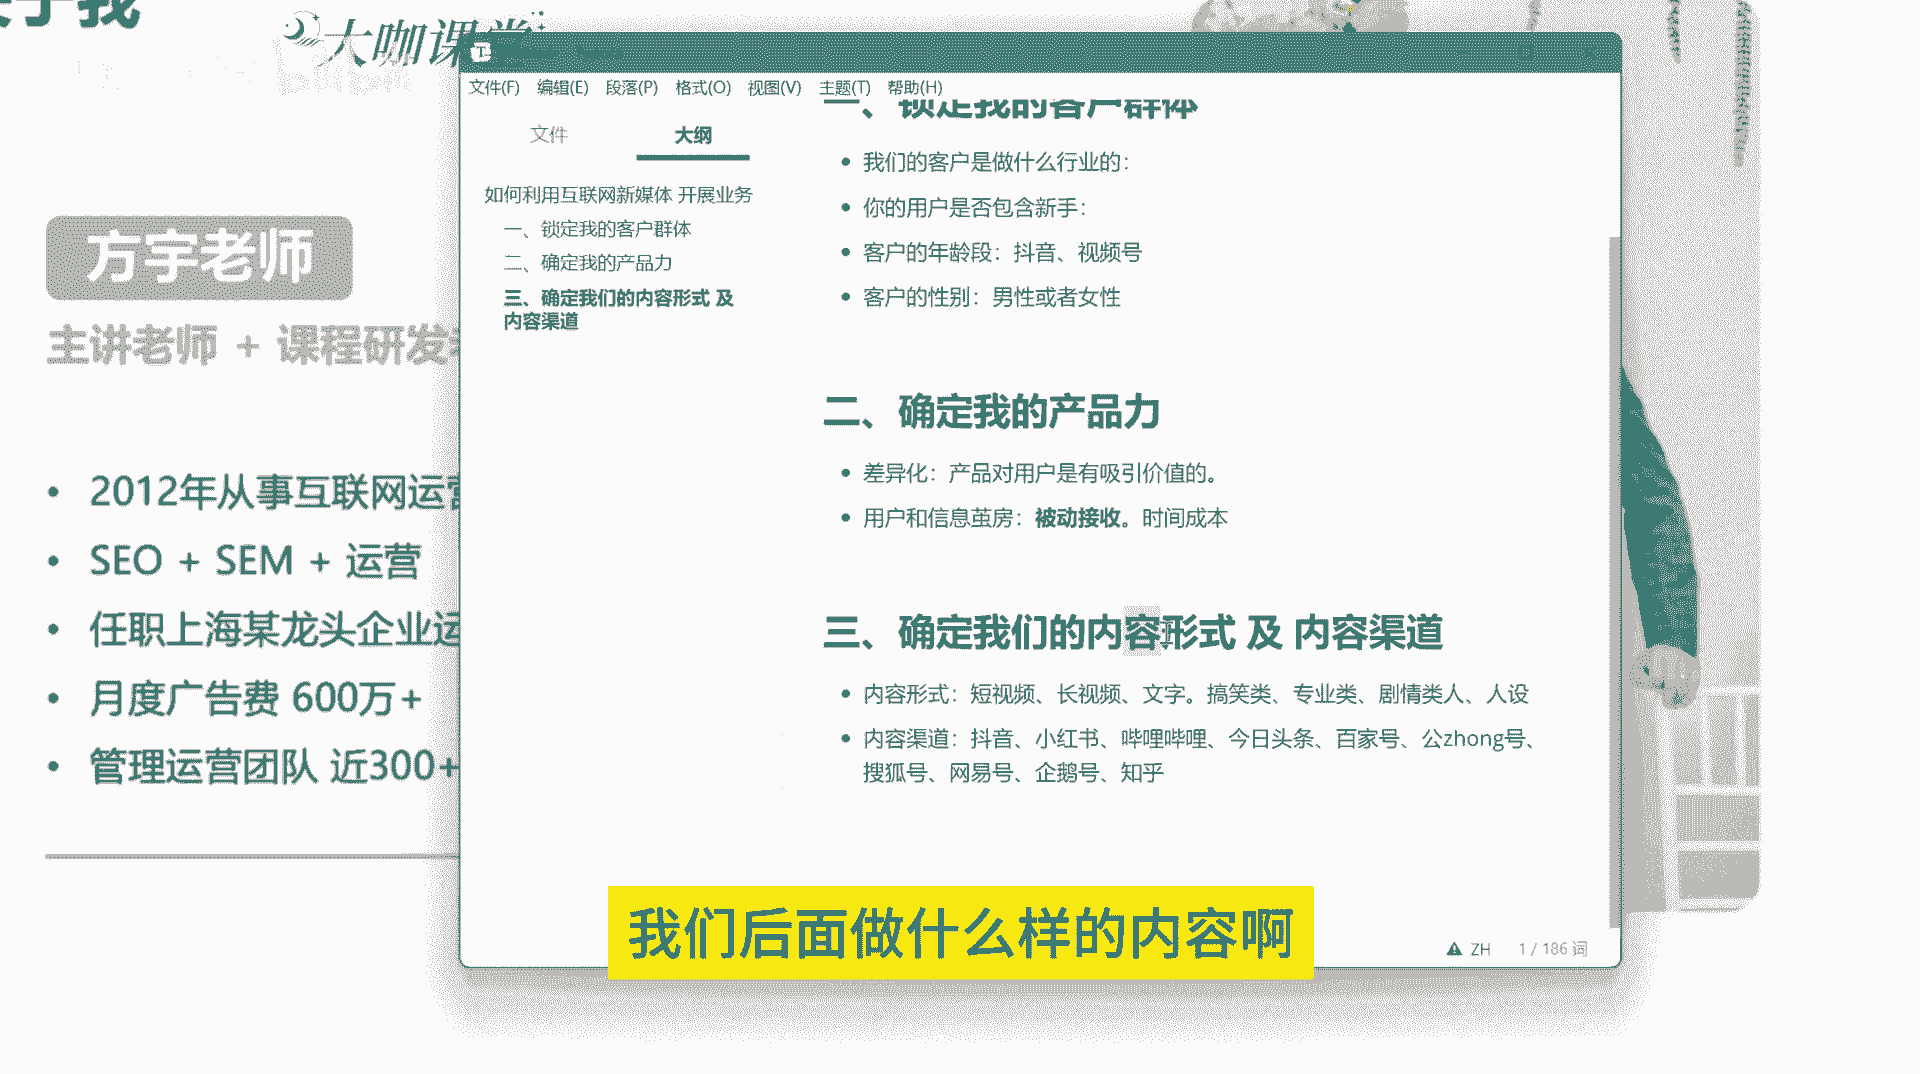 大咖课堂
方宇老师
主讲老师 + 课程研发
2012年从事互联网运营
SEO + SEM + 运营
任职上海某龙头企业运
月度广告费 600万+
管理运营团队 近300+
文件(F) 编辑(E) 段落(P) 格式(O) 视图(V) 主题(T) 帮助(H)
文件 大纲
如何利用互联网新媒体 开展业务
一、锁定我的客户群体
二、确定我的产品力
三、确定我们的内容形式 及
内容渠道
一、锁定我的客户群体
我们的客户是做什么行业的：
你的用户是否包含新手：
客户的年龄段：抖音、视频号
客户的性别：男性或者女性
二、确定我的产品力
差异化：产品对用户是有吸引价值的。
用户和信息茧房：被动接收。时间成本
三、确定我们的内容形式 及 内容渠道
内容形式：短视频、长视频、文字。搞笑类、专业类、剧情类人、人设
内容渠道：抖音、小红书、哔哩哔哩、今日头条、百家号、公zhong号、
搜狐号、网易号、企鹅号、知乎
ZH 1 / 186 词
我们后面做什么样的内容啊